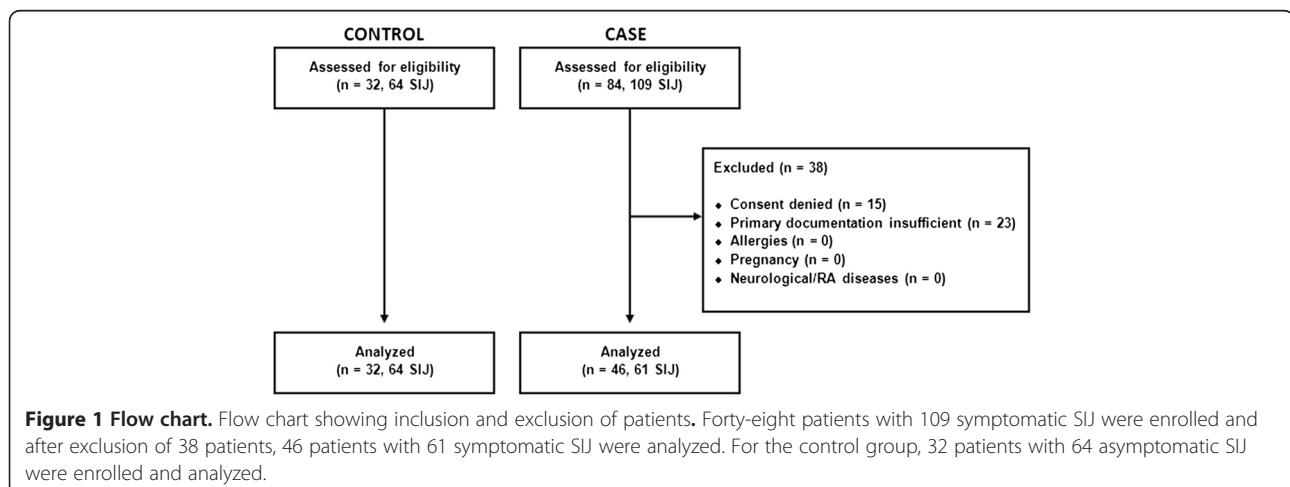 CONTROL
CASE
Assessed for eligibility
(n = 32, 64 SIJ)
Assessed for eligibility
(n = 84, 109 SIJ)
Excluded (n = 38)
◆ Consent denied (n = 15)
◆ Primary documentation insufficient (n = 23)
◆ Allergies (n = 0)
◆ Pregnancy (n = 0)
◆ Neurological/RA diseases (n = 0)
Analyzed
(n = 32, 64 SIJ)
Analyzed
(n = 46, 61 SIJ)
Figure 1 Flow chart. Flow chart showing inclusion and exclusion of patients. Forty-eight patients with 109 symptomatic SIJ were enrolled and
after exclusion of 38 patients, 46 patients with 61 symptomatic SIJ were analyzed. For the control group, 32 patients with 64 asymptomatic SIJ
were enrolled and analyzed.